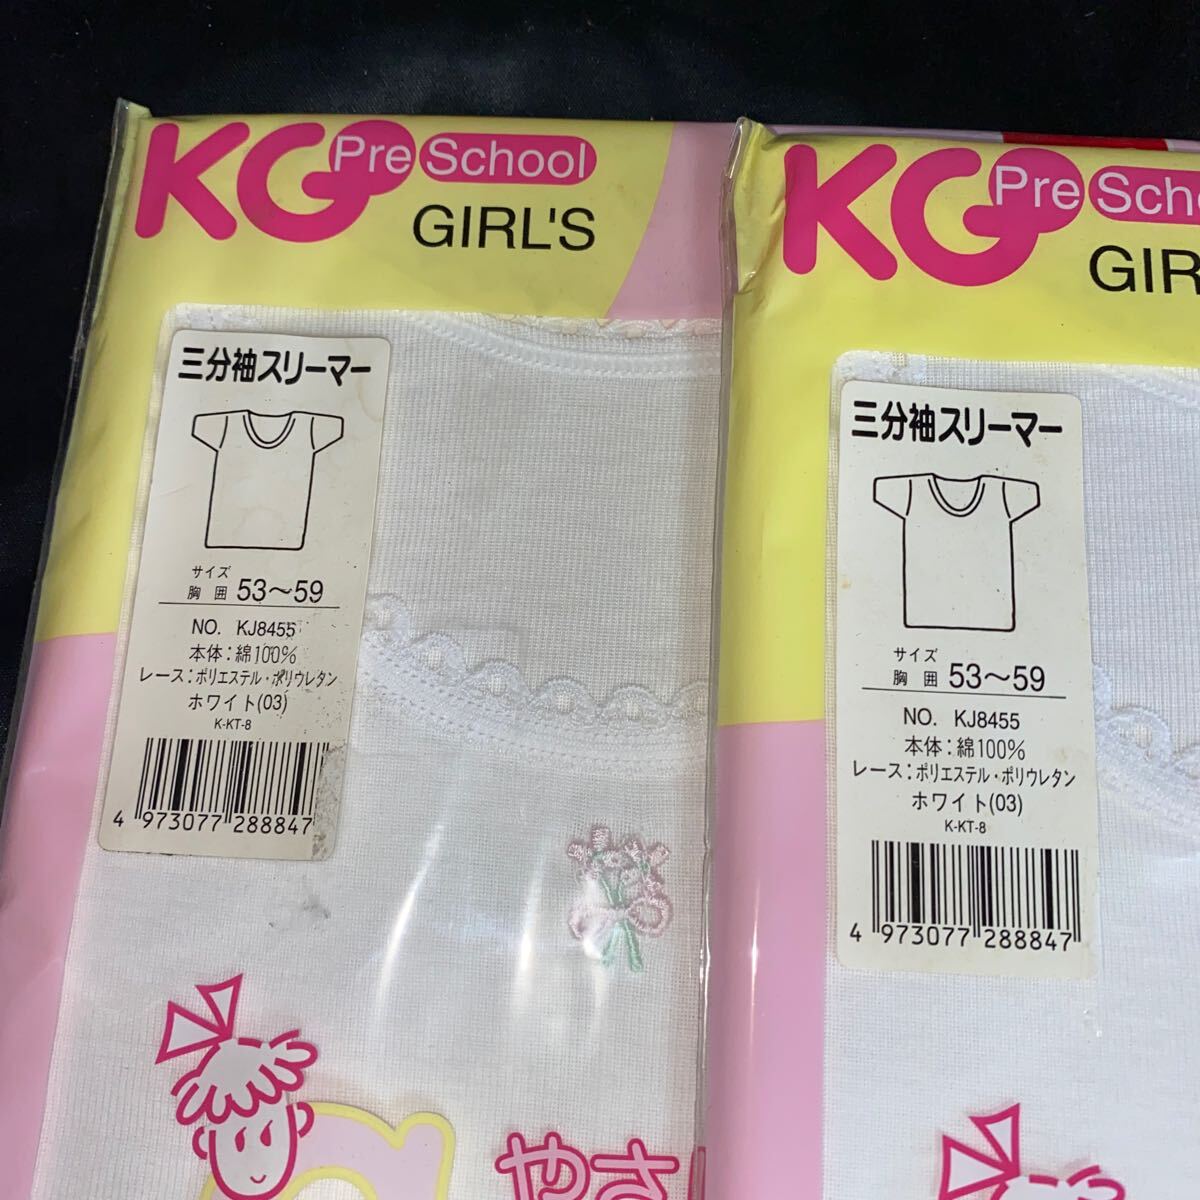 KG Pre School
GIRL'S
三分袖スリーマー
サイズ
胸囲 53〜59
NO. KJ8455
本体:綿100%
レース:ポリエステル・ポリウレタン
ホワイト(03)
K-KT-8
4 973077 288847
やさ
KG Pre Sch
GIR
三分袖スリーマー
サイズ
胸囲 53〜59
NO. KJ8455
本体:綿100%
レース:ポリエステル・ポリウレタン
ホワイト(03)
K-KT-8
4 973077 288847